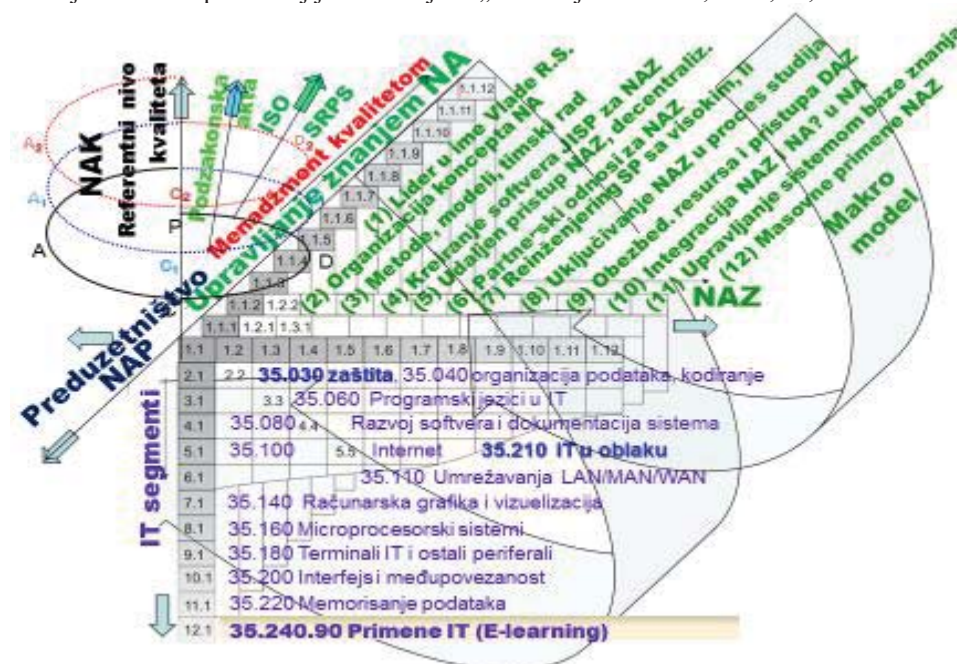 NAK
Referentni nivo
kvaliteta
Podzakonska
akta
ISO
SRPS
Menadžment kvalitetom
Upravljanje znanjem NA
Preduzetništvo
NAP
A
P
D
A₁
C₁
C₂
(1) Lider u ime Vlade R.S.
(2) Organizacija koncepta NA
(3) Metode, modeli, timski rad
(4) Kreiranje softvera JISP za NAZ
(5) Udaljen pristup DAZ, decentraliz.
(7) Reinženjering SP sa visokim, II
(8) Uključivanje NAZ u proces studija
(9) Obezbeđ. resursa i pristupa DAZ
(10) Integracija NAZ i NA? u NA
(11) Upravljanje sistemom baze znanja
(12) Masovne primene NAZ
Makro
model
NAZ
1.1.12
1.1.11
1.1.10
1.1.9
1.1.8
1.1.7
1.1.6
1.1.5
1.1.4
1.1.3
1.1.2 1.2.2
1.1.1 1.2.1 1.3.1
1.1 1.2 1.3 1.4 1.5 1.6 1.7 1.8 1.9 1.10 1.11 1.12
IT segmenti
2.1 2.2 35.030 zaštita, 35.040 organizacija podataka, kodiranje
3.1 3.3 35.060 Programski jezici u IT
4.1 35.080 4.4 Razvoj softvera i dokumentacija sistema
5.1 35.100 5.5 Internet 35.210 IT u oblaku
6.1 35.110 Umrežavanja LAN/MAN/WAN
7.1 35.140 Računarska grafika i vizuelizacija
8.1 35.160 Microprocesorski sistemi
9.1 35.180 Terminali IT i ostali periferali
10.1 35.200 Interfejs i međupovezanost
11.1 35.220 Memorisanje podataka
12.1 35.240.90 Primene IT (E-learning)